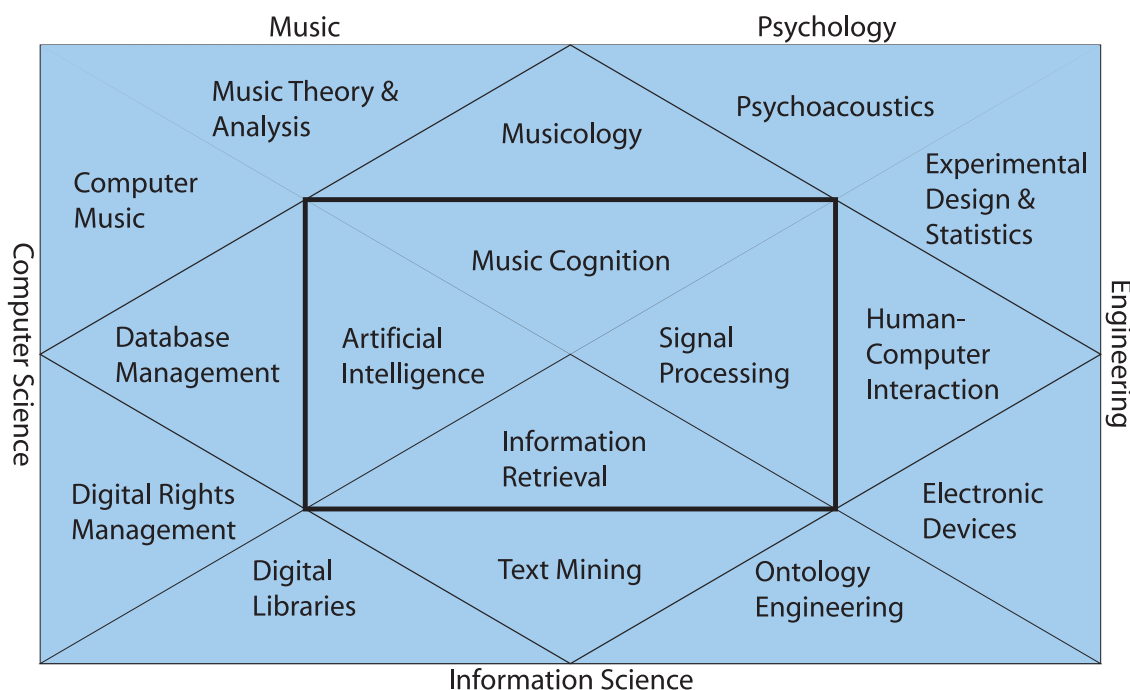 Music
Psychology
Music Theory &
Analysis
Psychoacoustics
Musicology
Experimental
Design &
Statistics
Computer
Music
Music Cognition
Computer Science
Engineering
Database
Management
Artificial
Intelligence
Signal
Processing
Human-
Computer
Interaction
Information
Retrieval
Digital Rights
Management
Electronic
Devices
Digital
Libraries
Text Mining
Ontology
Engineering
Information Science